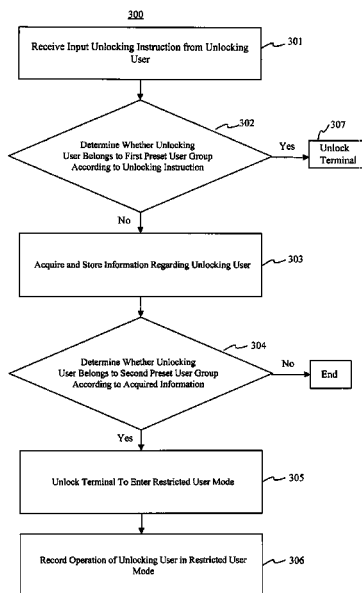 300
Receive Input Unlocking Instruction from Unlocking
User
301
302
Determine Whether Unlocking
User Belongs to First Preset User Group
According to Unlocking Instruction
Yes
307
Unlock
Terminal
No
Acquire and Store Information Regarding Unlocking User
303
304
Determine Whether Unlocking
User Belongs to Second Preset User Group
According to Acquired Information
No
End
Yes
Unlock Terminal To Enter Restricted User Mode
305
Record Operation of Unlocking User in Restricted User
Mode
306